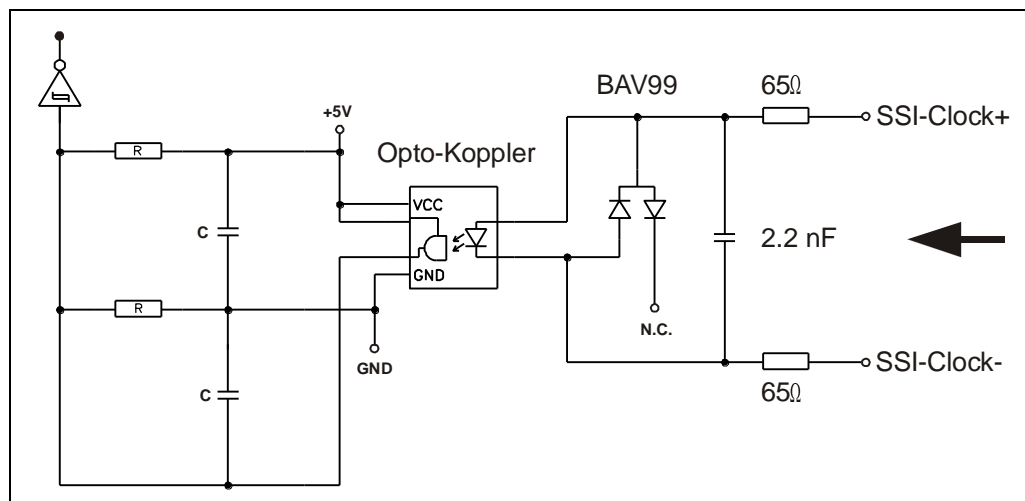 BAV99
65Ω
SSI-Clock+
+5V
Opto-Koppler
R
VCC
C
2.2 nF
GND
R
N.C.
GND
SSI-Clock-
65Ω
C